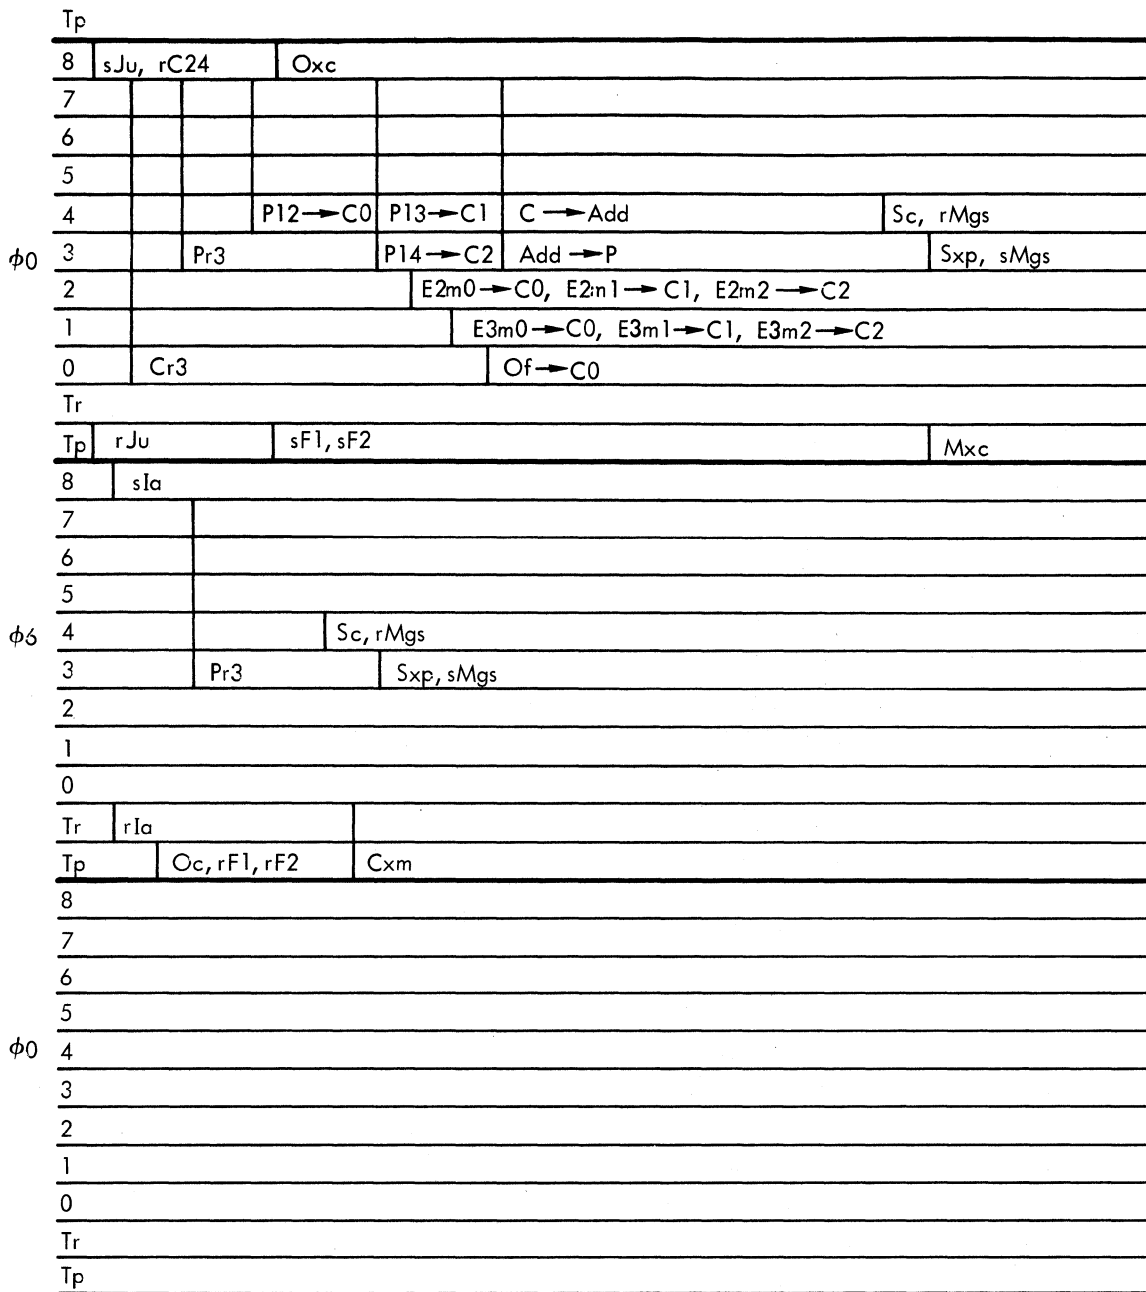 Tp
8 sJu, rC24 Oxc
7
6
5
4 P12→C0 P13→C1 C→Add Sc, rMgs
ϕ0 3 Pr3 P14→C2 Add→P Sxp, sMgs
2 E2m0→C0, E2m1→C1, E2m2→C2
1 E3m0→C0, E3m1→C1, E3m2→C2
0 Cr3 Of→C0
Tr
Tp rJu sF1, sF2 Mxc
8 sIa
7
6
5
ϕ6 4 Sc, rMgs
3 Pr3 Sxp, sMgs
2
1
0
Tr rIa
Tp Oc, rF1, rF2 Cxm
8
7
6
5
ϕ0 4
3
2
1
0
Tr
Tp